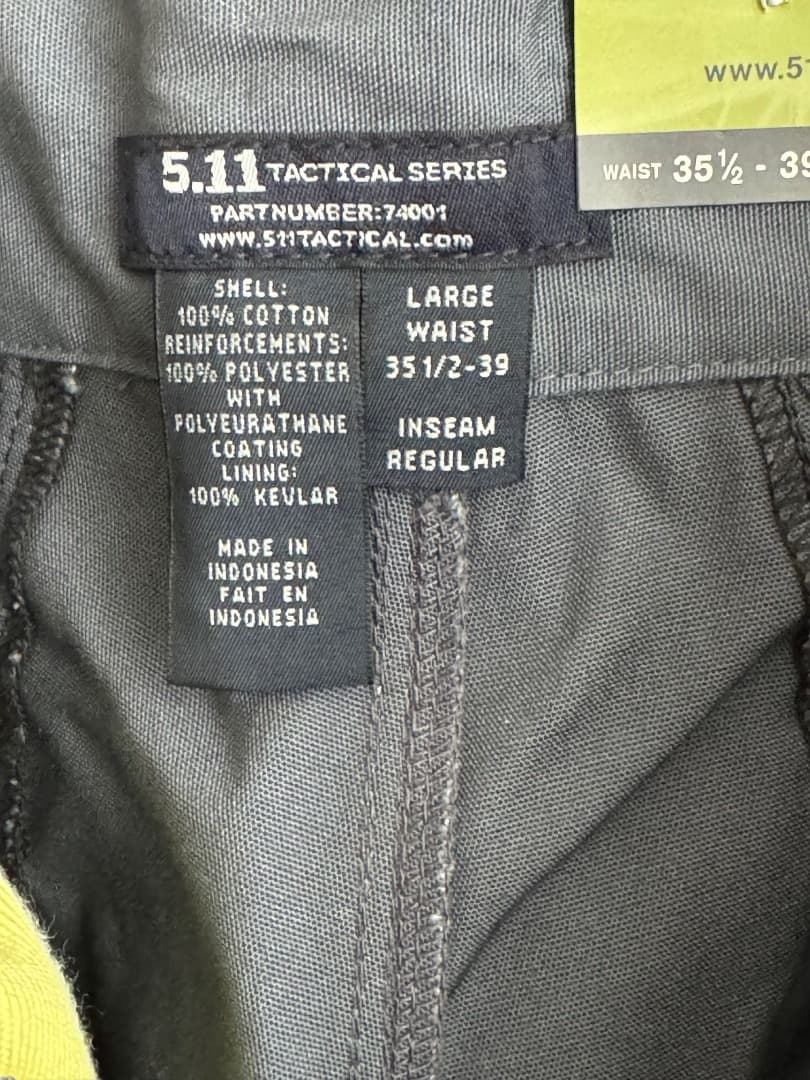 www.5
WAIST 35½ - 39
5.11 TACTICAL SERIES
PART NUMBER:74001
WWW.511TACTICAL.com
SHELL:
100% COTTON
REINFORCEMENTS:
100% POLYESTER
WITH
POLYEURATHANE
COATING
LINING:
100% KEVLAR
MADE IN
INDONESIA
FAIT EN
INDONESIA
LARGE
WAIST
35 1/2-39
INSEAM
REGULAR